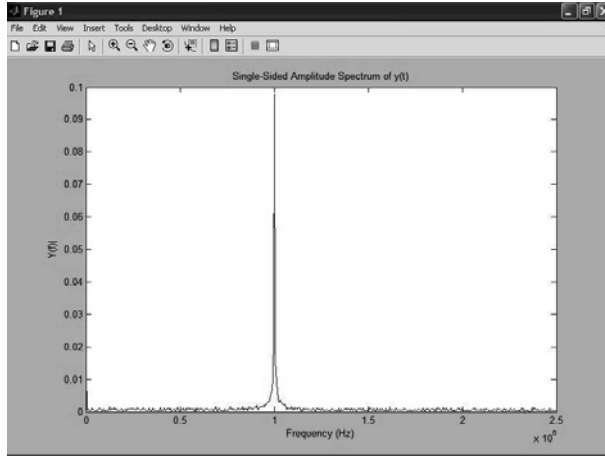 Figure 1
File Edit View Insert Tools Desktop Window Help
Single-Sided Amplitude Spectrum of y(t)
0.1
0.09
0.08
0.07
0.06
0.05
0.04
0.03
0.02
0.01
0
|Y(f)|
0 0.5 1 1.5 2 2.5
Frequency (Hz)